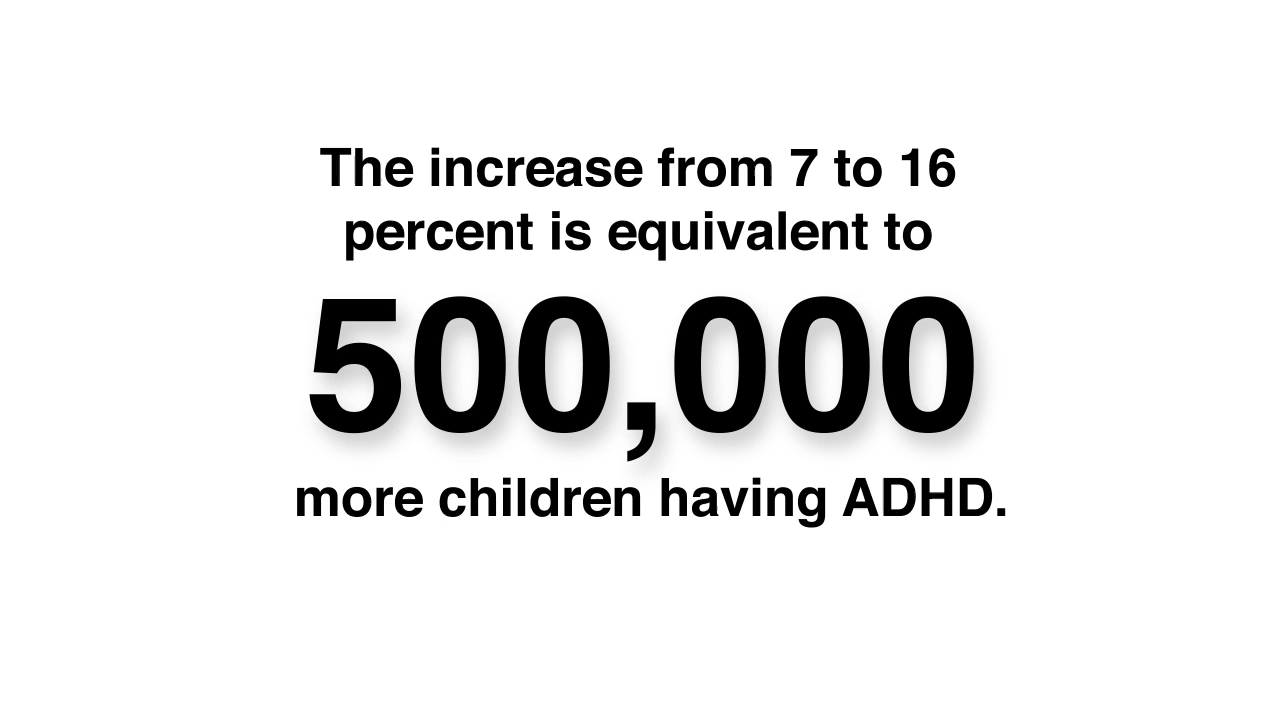 The increase from 7 to 16
percent is equivalent to
500,000
more children having ADHD.